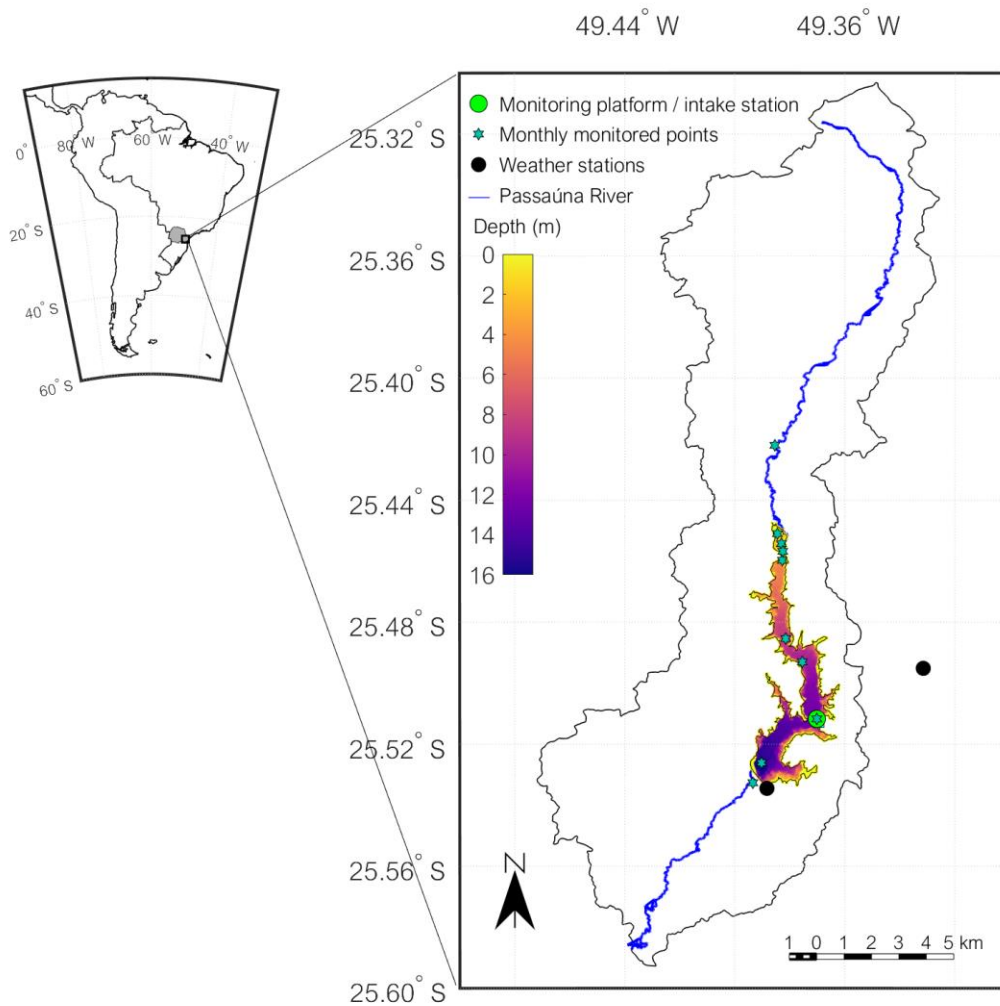 49.44° W 49.36° W
Monitoring platform / intake station
Monthly monitored points
Weather stations
Passaúna River
Depth (m)
0
2
4
6
8
10
12
14
16
25.32° S
25.36° S
25.40° S
25.44° S
25.48° S
25.52° S
25.56° S
25.60° S
80° W 60° W 40° W
0°
20° S
40° S
60° S
N
1 0 1 2 3 4 5 km